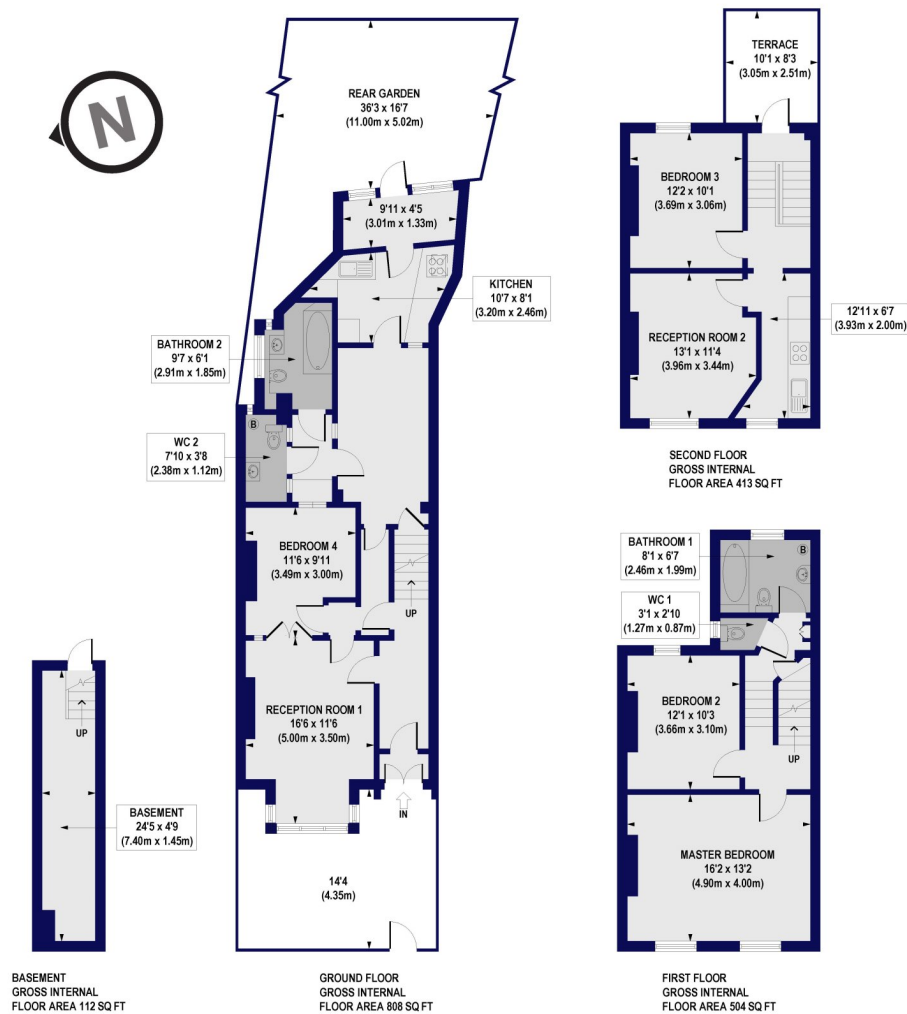 N
REAR GARDEN
36'3 x 16'7
(11.00m x 5.02m)
9'11 x 4'5
(3.01m x 1.33m)
KITCHEN
10'7 x 8'1
(3.20m x 2.46m)
BATHROOM 2
9'7 x 6'1
(2.91m x 1.85m)
B
WC 2
7'10 x 3'8
(2.38m x 1.12m)
BEDROOM 4
11'6 x 9'11
(3.49m x 3.00m)
UP
RECEPTION ROOM 1
16'6 x 11'6
(5.00m x 3.50m)
IN
14'4
(4.35m)
GROUND FLOOR
GROSS INTERNAL
FLOOR AREA 808 SQ FT
UP
BASEMENT
24'5 x 4'9
(7.40m x 1.45m)
BASEMENT
GROSS INTERNAL
FLOOR AREA 112 SQ FT
TERRACE
10'1 x 8'3
(3.05m x 2.51m)
BEDROOM 3
12'2 x 10'1
(3.69m x 3.06m)
12'11 x 6'7
(3.93m x 2.00m)
RECEPTION ROOM 2
13'1 x 11'4
(3.96m x 3.44m)
SECOND FLOOR
GROSS INTERNAL
FLOOR AREA 413 SQ FT
BATHROOM 1
8'1 x 6'7
(2.46m x 1.99m)
B
WC 1
3'1 x 2'10
(1.27m x 0.87m)
BEDROOM 2
12'1 x 10'3
(3.66m x 3.10m)
UP
MASTER BEDROOM
16'2 x 13'2
(4.90m x 4.00m)
FIRST FLOOR
GROSS INTERNAL
FLOOR AREA 504 SQ FT